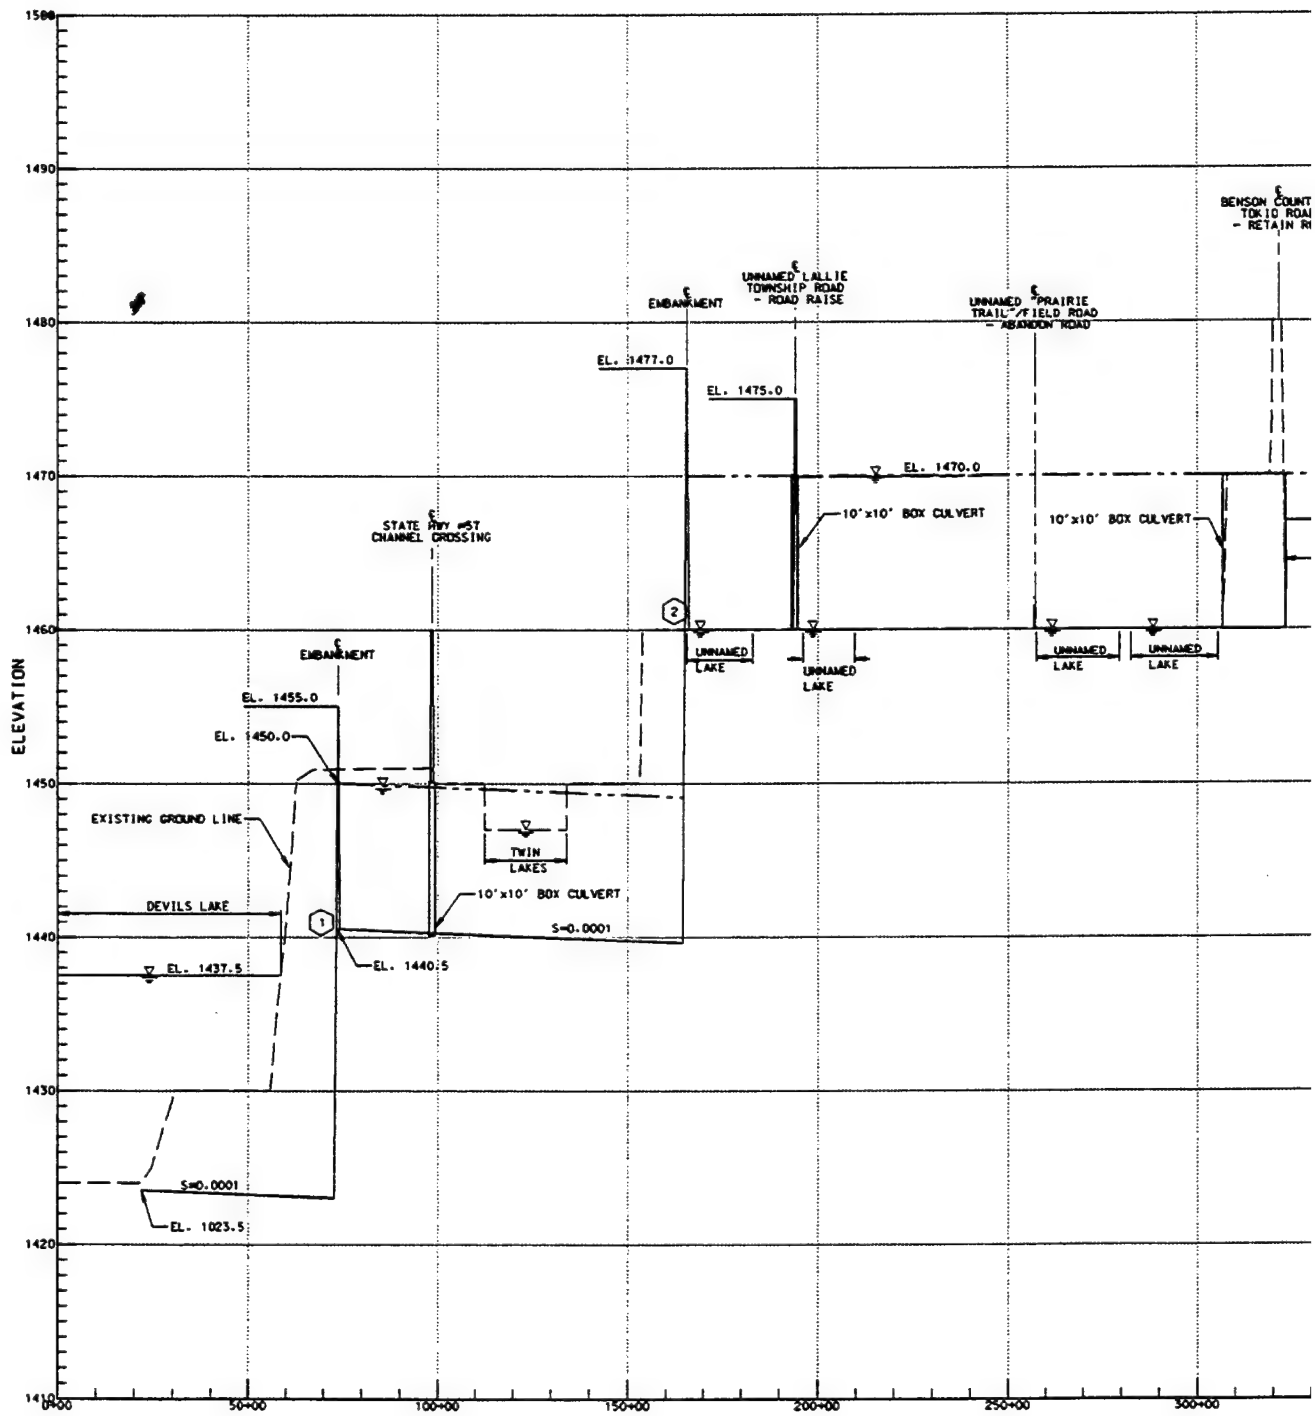 1500
1490
BENSON COUNT
TOKIO ROA
- RETAIN R
℄
UNNAMED LALLIE
TOWNSHIP ROAD
- ROAD RAISE
℄
EMBANKMENT
℄
UNNAMED "PRAIRIE
TRAIL"/FIELD ROAD
- ABANDON ROAD
℄
1480
EL. 1477.0
EL. 1475.0
1470
EL. 1470.0
℄
STATE HWY #57
CHANNEL CROSSING
10'x10' BOX CULVERT
10'x10' BOX CULVERT
2
1460
℄
EMBANKMENT
UNNAMED
LAKE
UNNAMED
LAKE
UNNAMED
LAKE
UNNAMED
LAKE
EL. 1455.0
EL. 1450.0
ELEVATION
1450
EXISTING GROUND LINE
TWIN
LAKES
10'x10' BOX CULVERT
DEVILS LAKE
1
S=0.0001
1440
EL. 1440.5
EL. 1437.5
1430
S=0.0001
EL. 1023.5
1420
1410
0+00
50+00
100+00
150+00
200+00
250+00
300+00